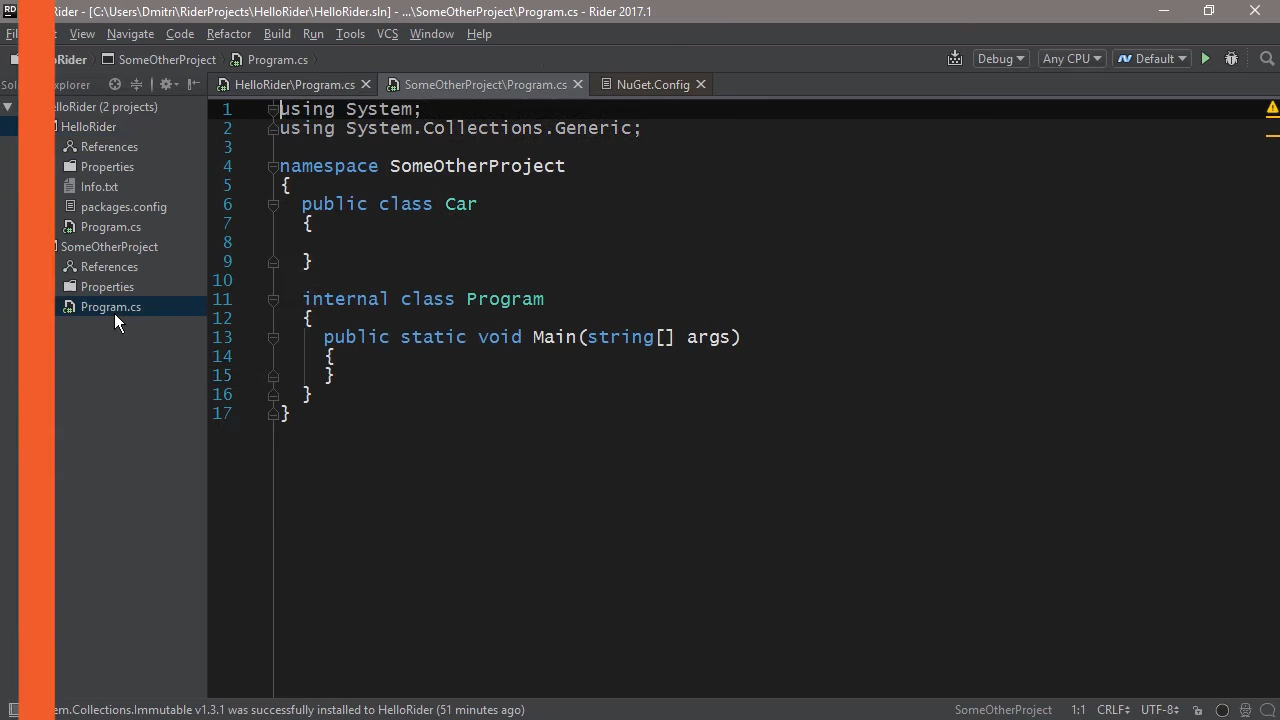 RD
Rider - [C:\Users\Dmitri\RiderProjects\HelloRider\HelloRider.sln] - ...\SomeOtherProject\Program.cs - Rider 2017.1
View Navigate Code Refactor Build Run Tools VCS Window Help
Rider SomeOtherProject Program.cs
Debug Any CPU Default
explorer
HelloRider\Program.cs SomeOtherProject\Program.cs NuGet.Config
lloRider (2 projects)
HelloRider
References
Properties
Info.txt
packages.config
Program.cs
SomeOtherProject
References
Properties
Program.cs
1 using System;
2 using System.Collections.Generic;
3
4 namespace SomeOtherProject
5 {
6 public class Car
7 {
8
9 }
10
11 internal class Program
12 {
13 public static void Main(string[] args)
14 {
15 }
16 }
17 }
em.Collections.Immutable v1.3.1 was successfully installed to HelloRider (51 minutes ago)
SomeOtherProject 1:1 CRLF UTF-8